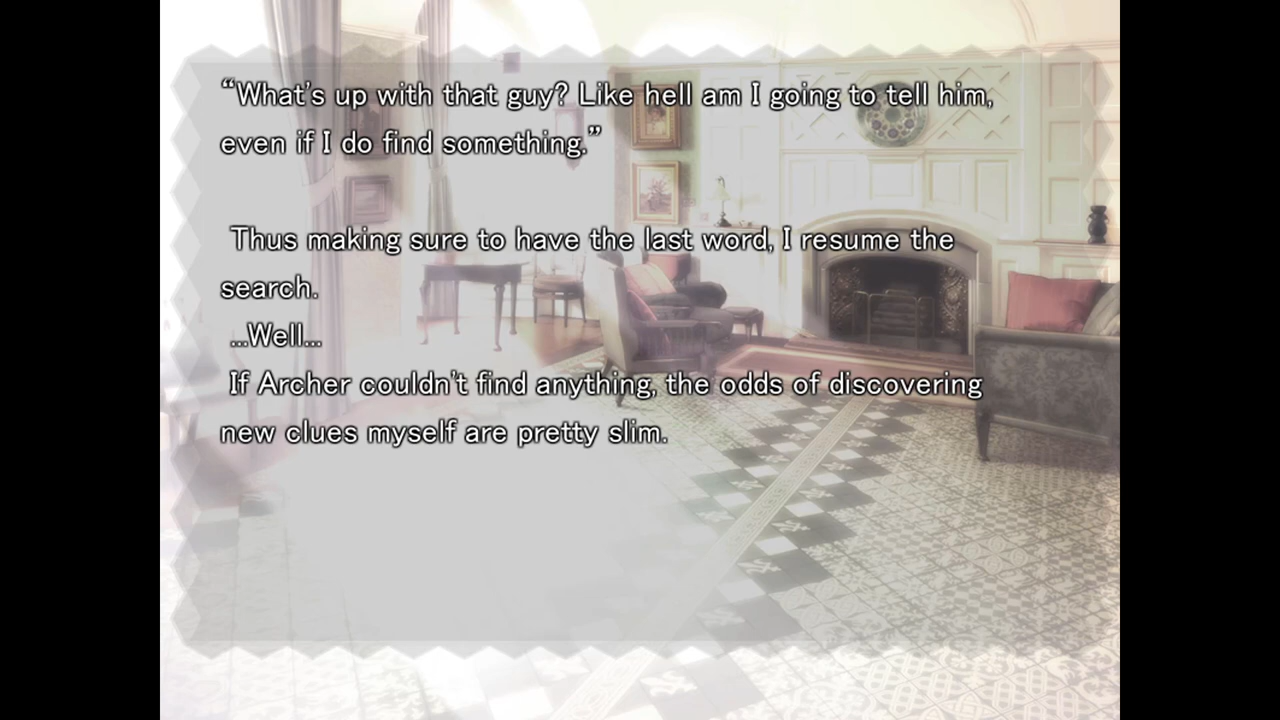 “What's up with that guy? Like hell am I going to tell him,
even if I do find something.”
Thus making sure to have the last word, I resume the
search.
...Well...
If Archer couldn't find anything, the odds of discovering
new clues myself are pretty slim.